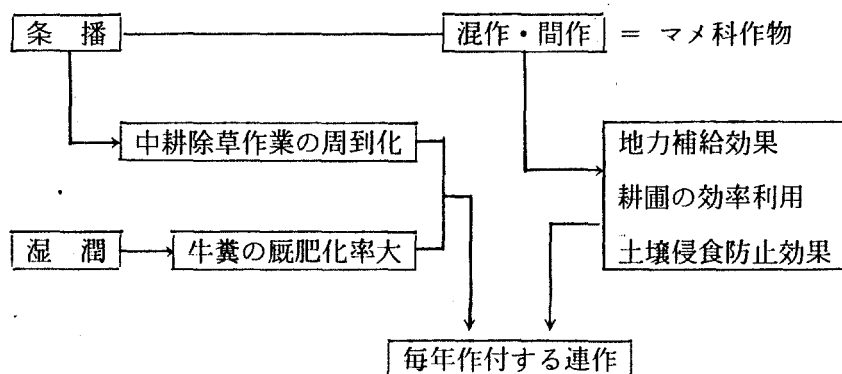 条　播
混作・間作 ＝ マメ科作物
中耕除草作業の周到化
地力補給効果
耕圃の効率利用
土壌侵食防止効果
湿　潤
牛糞の厩肥化率大
毎年作付する連作